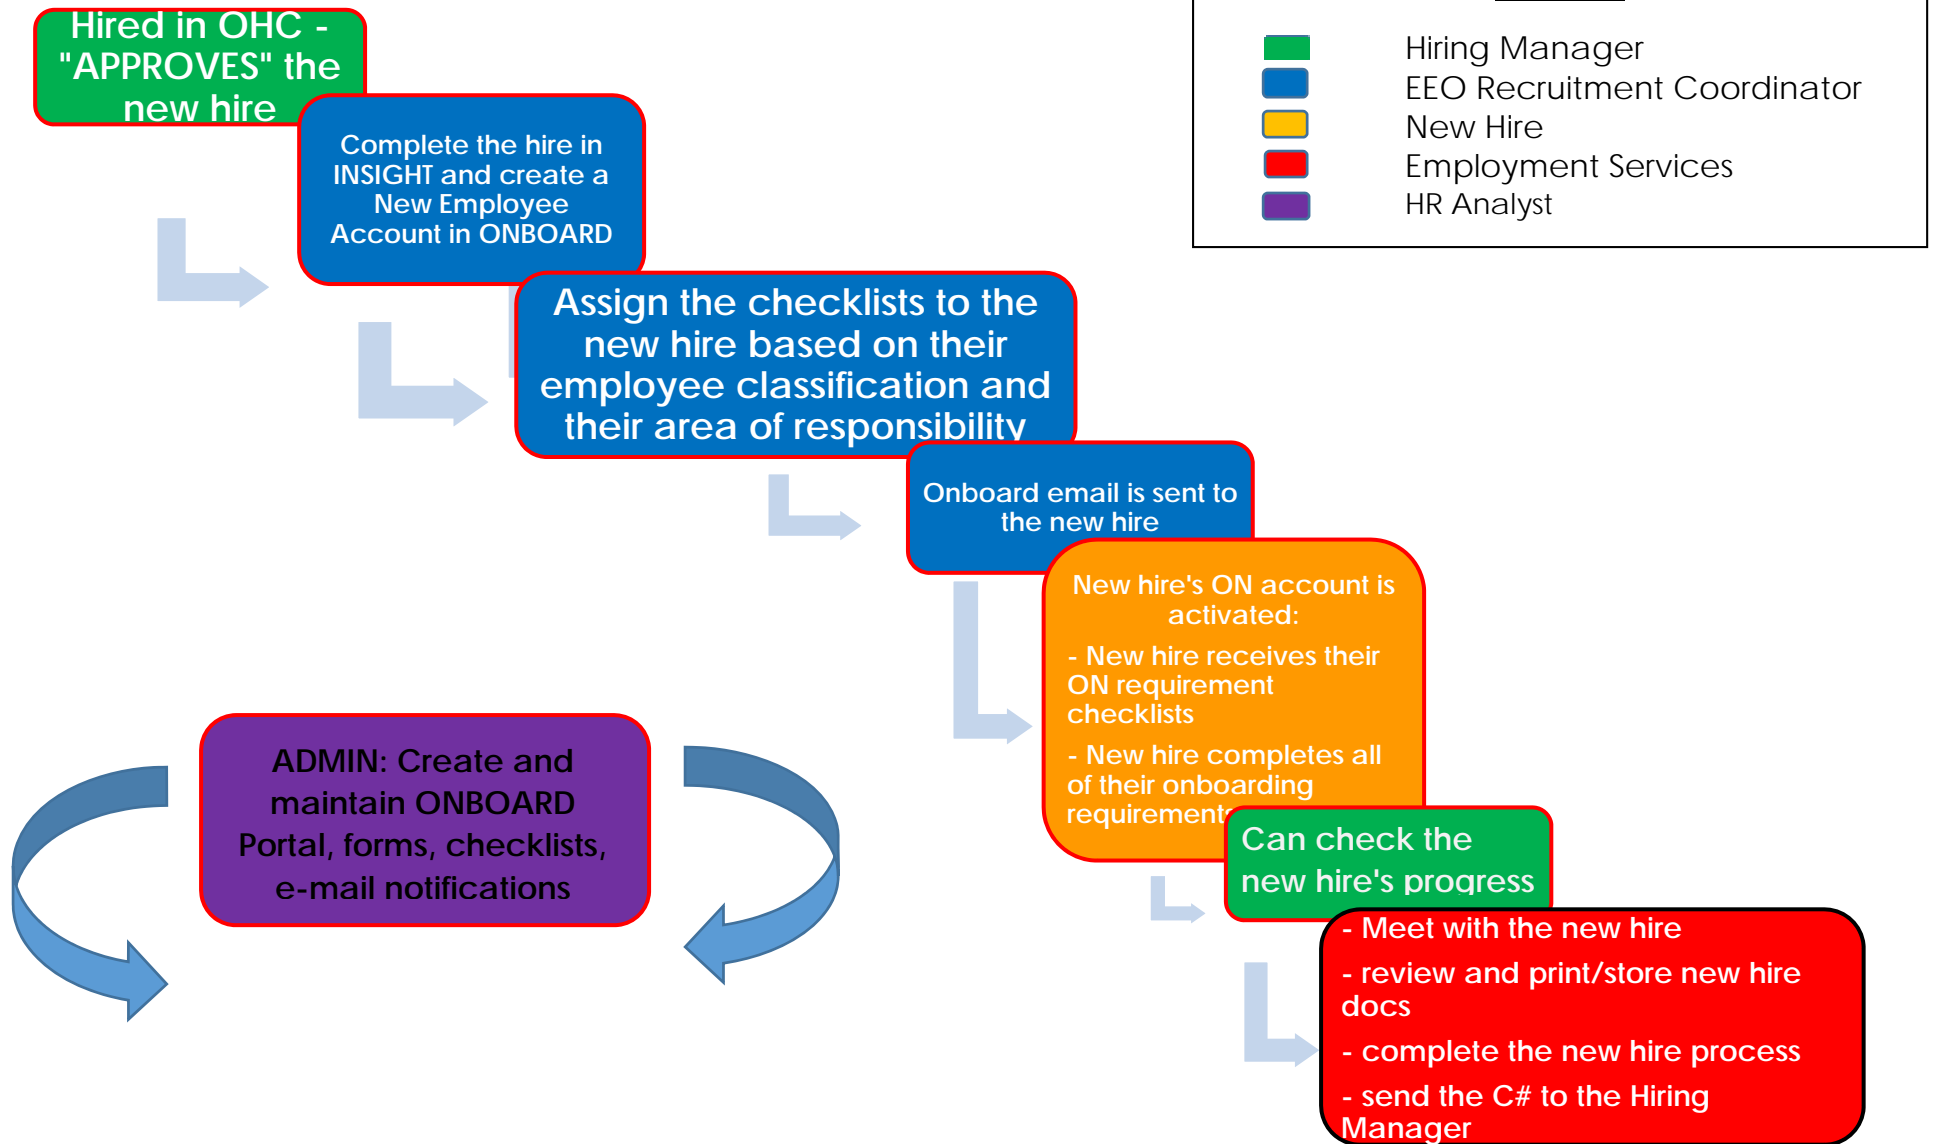 Hired in OHC -
"APPROVES" the
new hire
Hiring Manager
EEO Recruitment Coordinator
New Hire
Employment Services
HR Analyst
Complete the hire in
INSIGHT and create a
New Employee
Account in ONBOARD
Assign the checklists to the
new hire based on their
employee classification and
their area of responsibility
Onboard email is sent to
the new hire
New hire's ON account is
activated:
- New hire receives their
ON requirement
checklists
- New hire completes all
of their onboarding
requirements
ADMIN: Create and
maintain ONBOARD
Portal, forms, checklists,
e-mail notifications
Can check the
new hire's progress
- Meet with the new hire
- review and print/store new hire
docs
- complete the new hire process
- send the C# to the Hiring
Manager